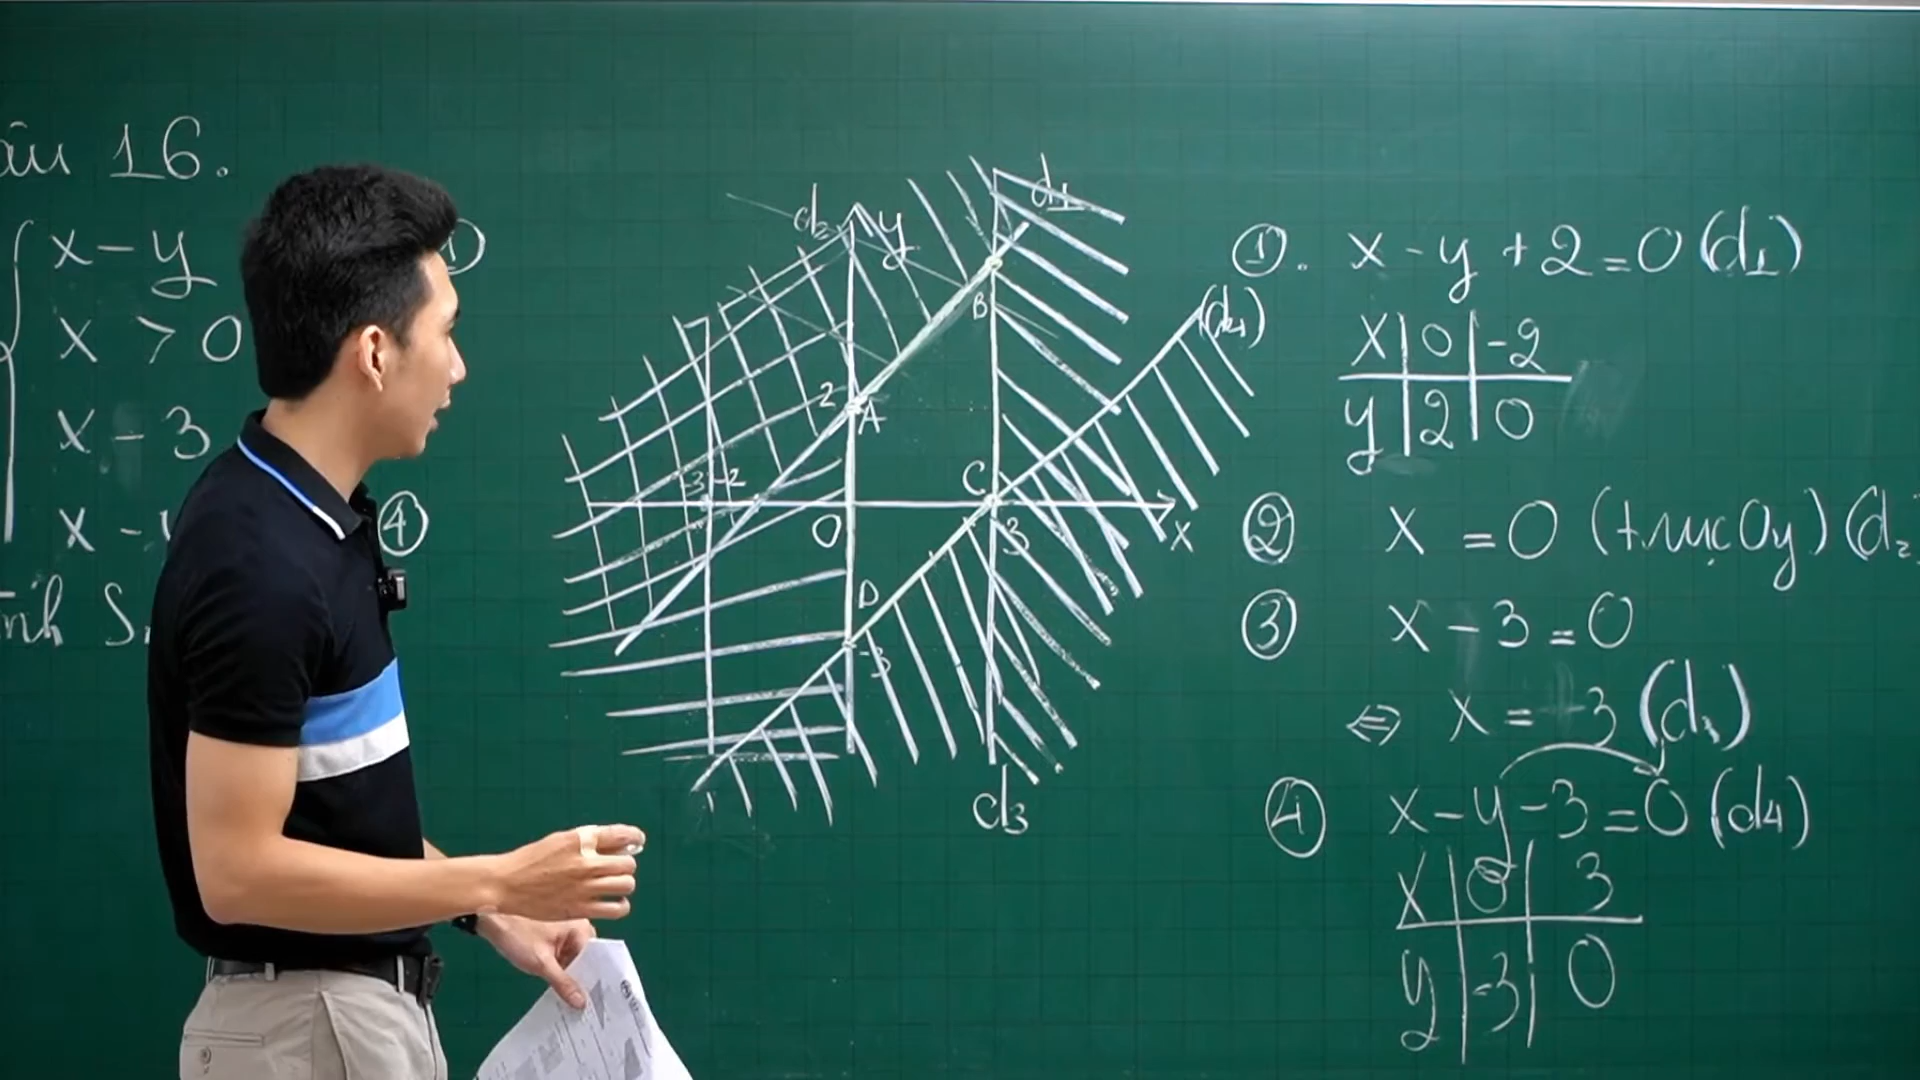 âu 16.
x - y ①
x > 0
x - 3
x - ④
ính S
d₂ y d₁
B
(d₄)
2 A
-3 -2 C
O 3 x
D
-3
d₃
①. x - y + 2 = 0 (d₁)
x | 0 | -2
y | 2 | 0
② x = 0 (trục Oy) (d₂
③ x - 3 = 0
⇔ x = 3 (d₃)
④ x - y - 3 = 0 (d₄)
x | 0 | 3
y | -3 | 0